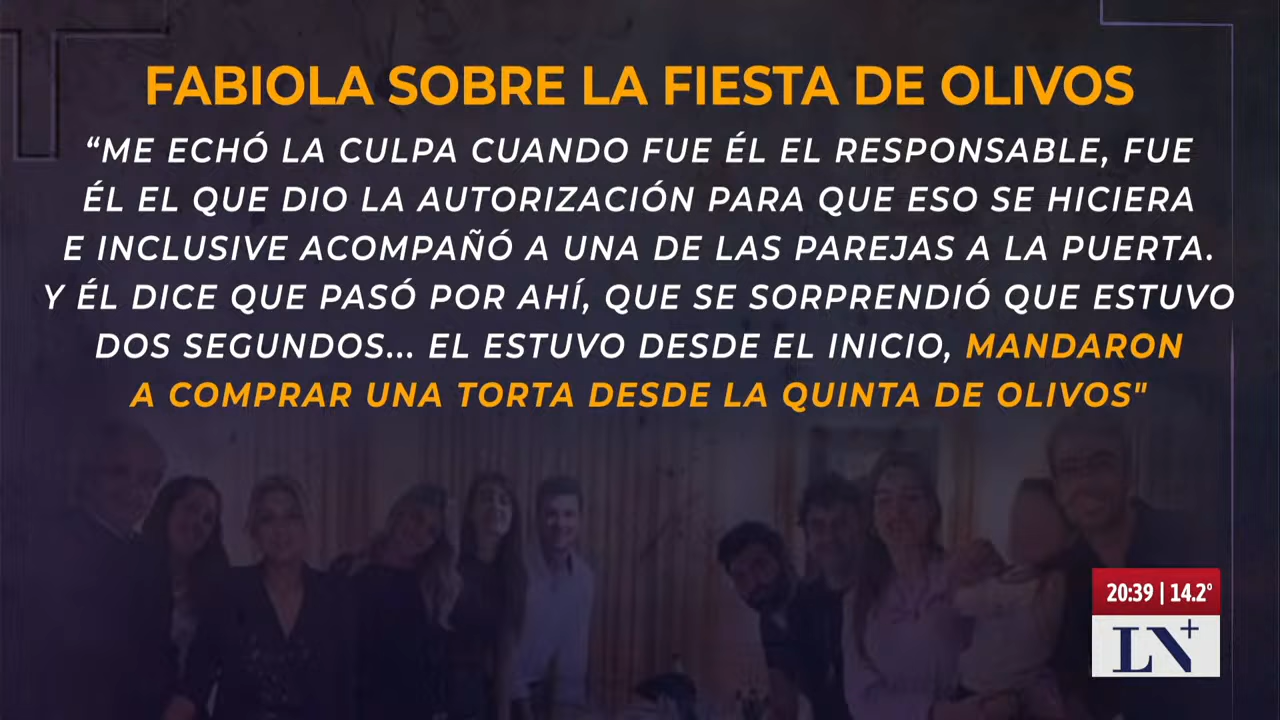 FABIOLA SOBRE LA FIESTA DE OLIVOS
“ME ECHÓ LA CULPA CUANDO FUE ÉL EL RESPONSABLE, FUE
ÉL EL QUE DIO LA AUTORIZACIÓN PARA QUE ESO SE HICIERA
E INCLUSIVE ACOMPAÑÓ A UNA DE LAS PAREJAS A LA PUERTA.
Y ÉL DICE QUE PASÓ POR AHÍ, QUE SE SORPRENDIÓ QUE ESTUVO
DOS SEGUNDOS... EL ESTUVO DESDE EL INICIO, MANDARON
A COMPRAR UNA TORTA DESDE LA QUINTA DE OLIVOS"
20:39 | 14.2°
LN+